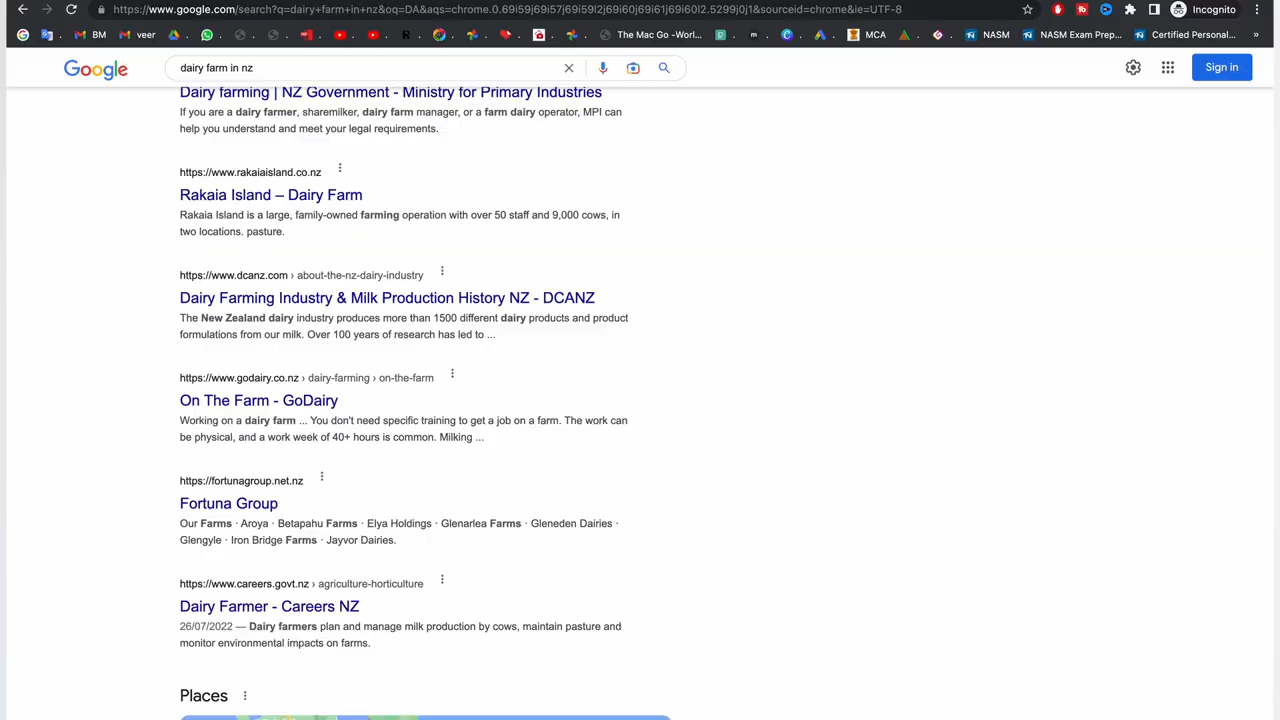 https://www.google.com/search?q=dairy+farm+in+nz&oq=DA&aqs=chrome.0.69i59j69i57j69i59l2j69i60j69i61j69i60l2.5299j0j1&sourceid=chrome&ie=UTF-8
Incognito
BM
veer
The Mac Go -Worl...
MCA
NASM
NASM Exam Prep...
Certified Personal...
»
Google
dairy farm in nz
Sign in
Dairy farming | NZ Government - Ministry for Primary Industries
If you are a dairy farmer, sharemilker, dairy farm manager, or a farm dairy operator, MPI can
help you understand and meet your legal requirements.
https://www.rakaiaisland.co.nz
Rakaia Island – Dairy Farm
Rakaia Island is a large, family-owned farming operation with over 50 staff and 9,000 cows, in
two locations. pasture.
https://www.dcanz.com › about-the-nz-dairy-industry
Dairy Farming Industry & Milk Production History NZ - DCANZ
The New Zealand dairy industry produces more than 1500 different dairy products and product
formulations from our milk. Over 100 years of research has led to ...
https://www.godairy.co.nz › dairy-farming › on-the-farm
On The Farm - GoDairy
Working on a dairy farm ... You don't need specific training to get a job on a farm. The work can
be physical, and a work week of 40+ hours is common. Milking ...
https://fortunagroup.net.nz
Fortuna Group
Our Farms · Aroya · Betapahu Farms · Elya Holdings · Glenarlea Farms · Gleneden Dairies ·
Glengyle · Iron Bridge Farms · Jayvor Dairies.
https://www.careers.govt.nz › agriculture-horticulture
Dairy Farmer - Careers NZ
26/07/2022 — Dairy farmers plan and manage milk production by cows, maintain pasture and
monitor environmental impacts on farms.
Places